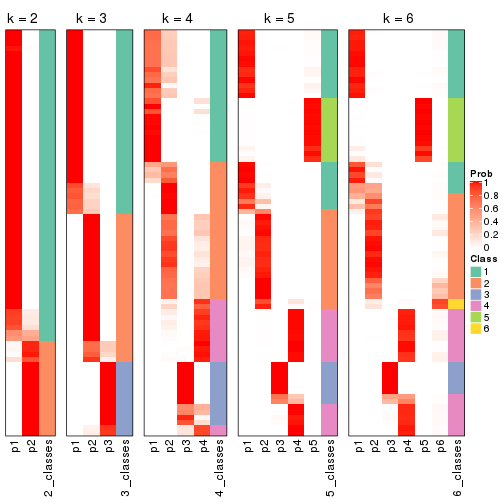 k = 2
k = 3
k = 4
k = 5
k = 6
Prob
1
0.8
0.6
0.4
0.2
0
Class
1
2
3
4
5
6
p1
p2
2_classes
p1
p2
p3
3_classes
p1
p2
p3
p4
4_classes
p1
p2
p3
p4
p5
5_classes
p1
p2
p3
p4
p5
p6
6_classes